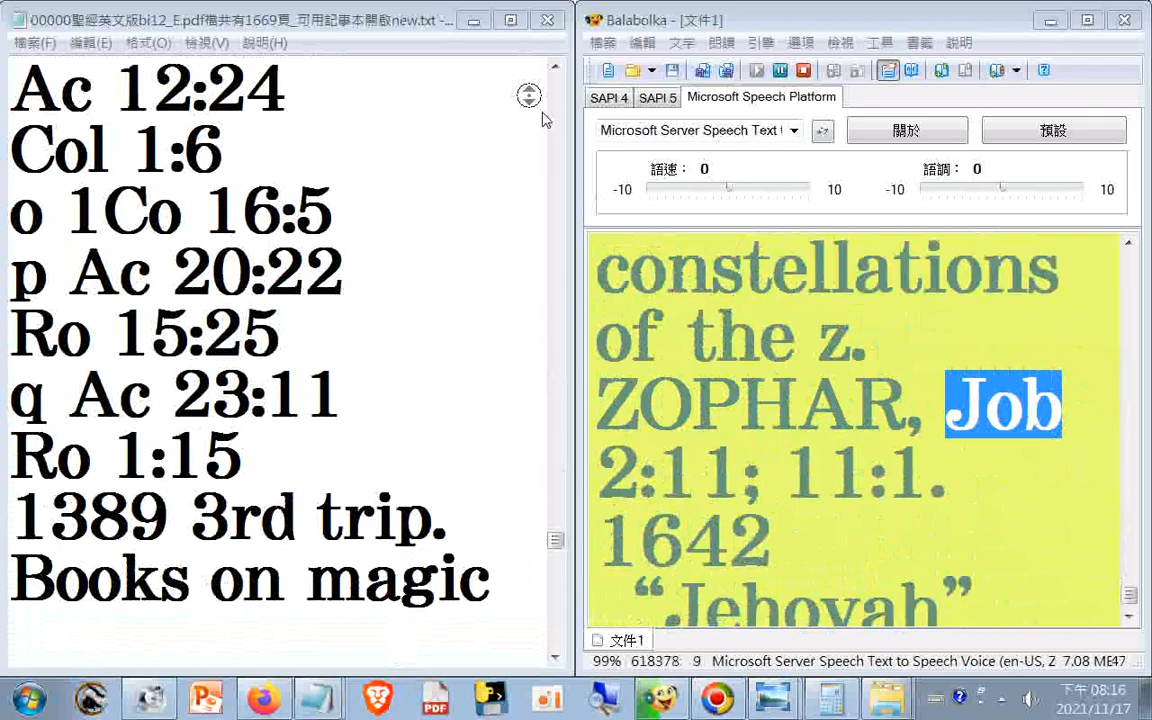 00000聖經英文版bi12_E.pdf檔共有1669頁_可用記事本開啟new.txt -...
檔案(F) 編輯(E) 格式(O) 檢視(V) 說明(H)
Ac 12:24
Col 1:6
o 1Co 16:5
p Ac 20:22
Ro 15:25
q Ac 23:11
Ro 1:15
1389 3rd trip.
Books on magic
Balabolka - [文件1]
檔案 編輯 文字 朗讀 引擎 選項 檢視 工具 書籤 說明
SAPI 4 SAPI 5 Microsoft Speech Platform
Microsoft Server Speech Text 關於 預設
語速： 0 語調： 0
-10 10 -10 10
constellations
of the z.
ZOPHAR, Job
2:11; 11:1.
1642
“Jehovah”
文件1
99% 618378: 9 Microsoft Server Speech Text to Speech Voice (en-US, Z 7.08 ME47
PDF
下午 08:16
2021/11/17